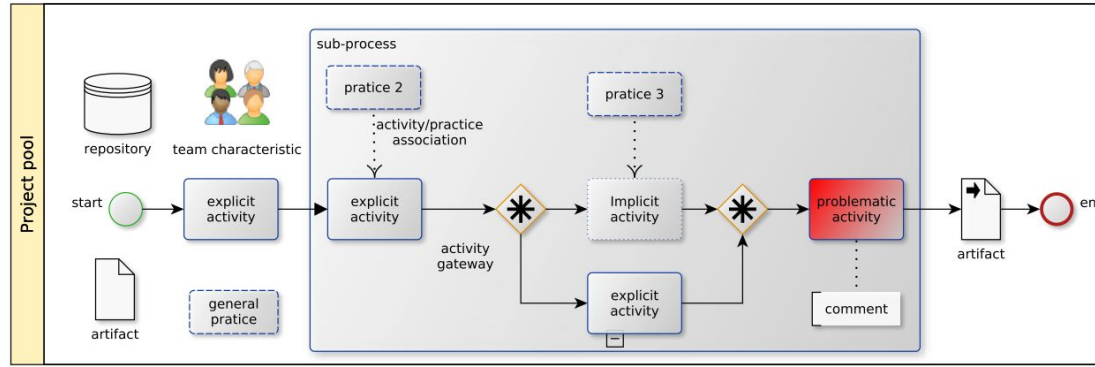 Project pool
sub-process
pratice 2
pratice 3
activity/practice
association
repository
team characteristic
start
explicit
activity
explicit
activity
Implicit
activity
problematic
activity
en
activity
gateway
artifact
artifact
general
pratice
explicit
activity
comment